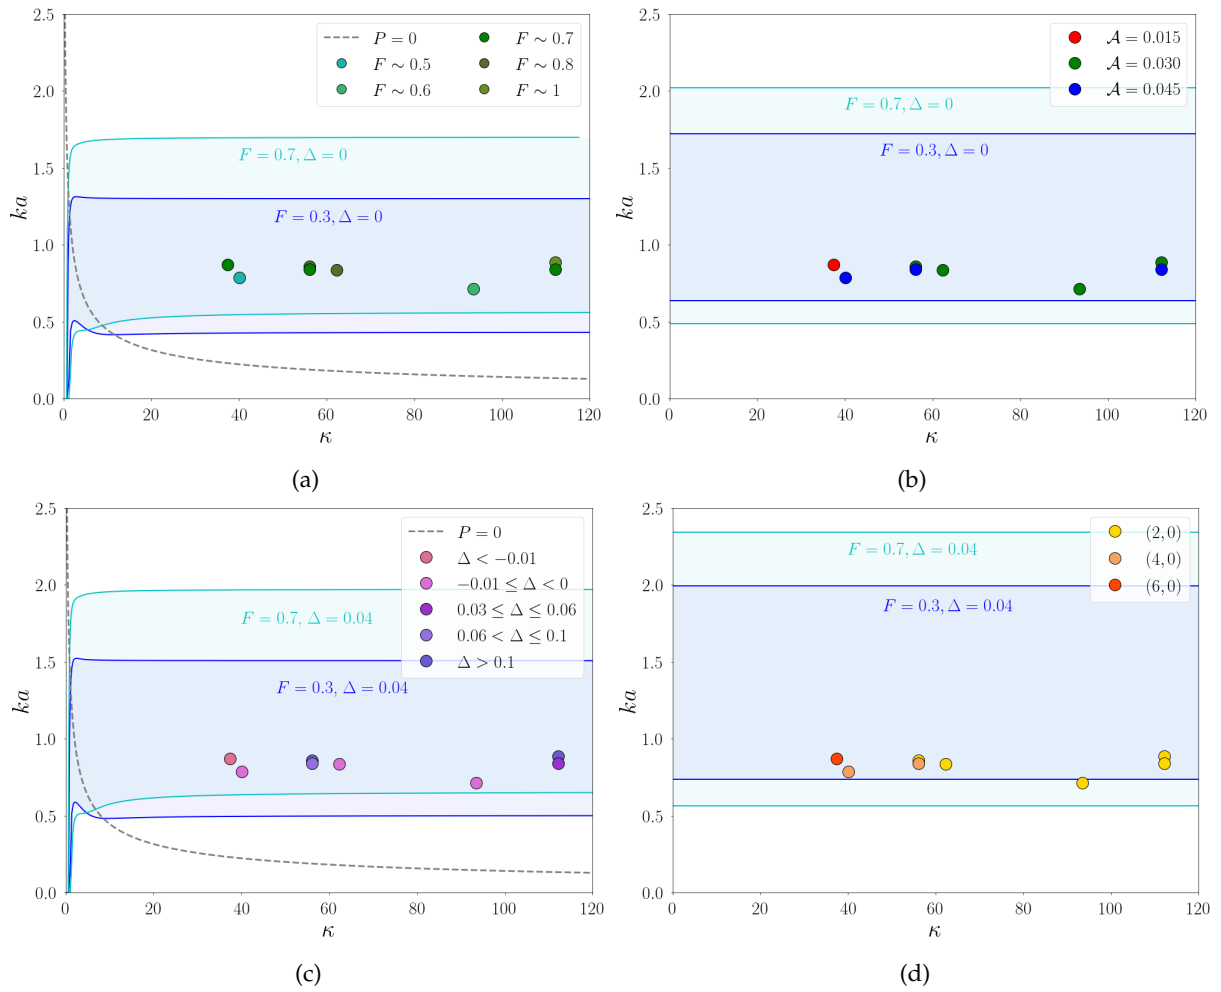 2.5
2.0
1.5
1.0
0.5
0.0
ka
0 20 40 60 80 100 120
κ
P = 0
F ∼ 0.5
F ∼ 0.6
F ∼ 0.7
F ∼ 0.8
F ∼ 1
F = 0.7, Δ = 0
F = 0.3, Δ = 0
(a)
2.5
2.0
1.5
1.0
0.5
0.0
ka
0 20 40 60 80 100 120
κ
𝒜 = 0.015
𝒜 = 0.030
𝒜 = 0.045
F = 0.7, Δ = 0
F = 0.3, Δ = 0
(b)
2.5
2.0
1.5
1.0
0.5
0.0
ka
0 20 40 60 80 100 120
κ
P = 0
Δ < −0.01
−0.01 ≤ Δ < 0
0.03 ≤ Δ ≤ 0.06
0.06 < Δ ≤ 0.1
Δ > 0.1
F = 0.7, Δ = 0.04
F = 0.3, Δ = 0.04
(c)
2.5
2.0
1.5
1.0
0.5
0.0
ka
0 20 40 60 80 100 120
κ
(2, 0)
(4, 0)
(6, 0)
F = 0.7, Δ = 0.04
F = 0.3, Δ = 0.04
(d)